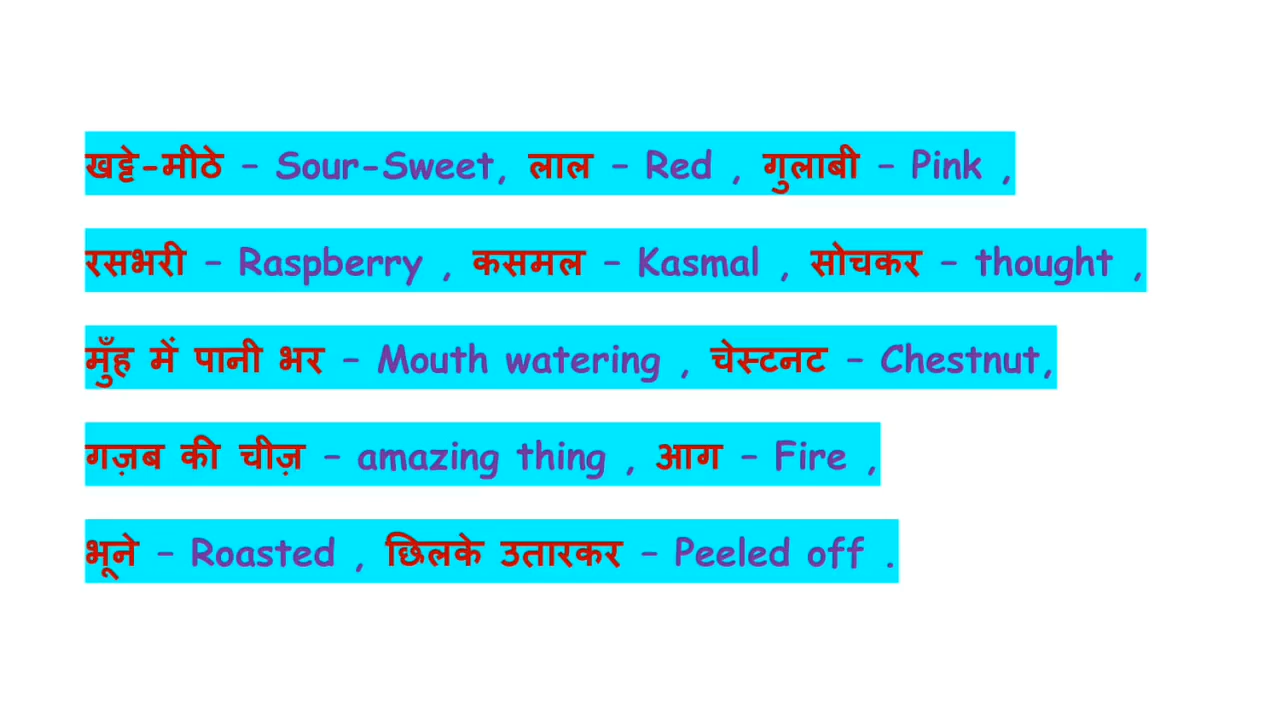 खट्टे-मीठे – Sour-Sweet, लाल – Red , गुलाबी – Pink ,
रसभरी – Raspberry , कसमल – Kasmal , सोचकर – thought ,
मुँह में पानी भर – Mouth watering , चेस्टनट – Chestnut,
गज़ब की चीज़ – amazing thing , आग – Fire ,
भूने – Roasted , छिलके उतारकर – Peeled off .